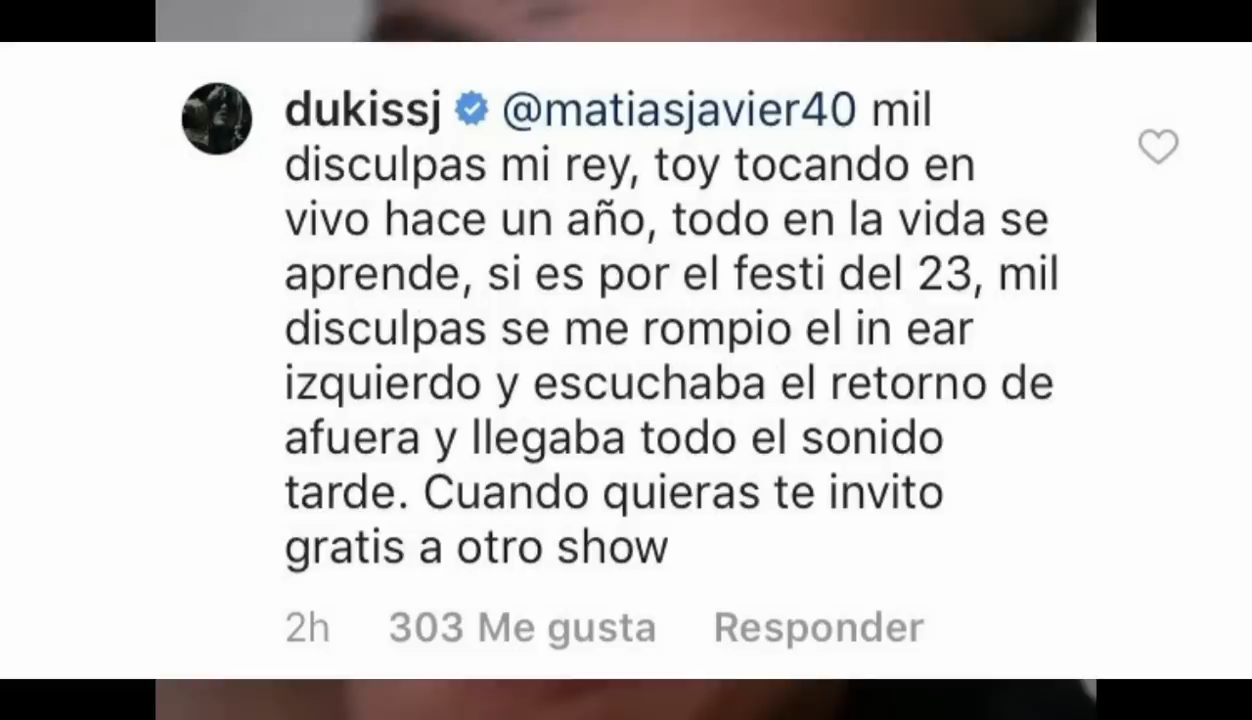 dukissj @matiasjavier40 mil
disculpas mi rey, toy tocando en
vivo hace un año, todo en la vida se
aprende, si es por el festi del 23, mil
disculpas se me rompio el in ear
izquierdo y escuchaba el retorno de
afuera y llegaba todo el sonido
tarde. Cuando quieras te invito
gratis a otro show
2h 303 Me gusta Responder